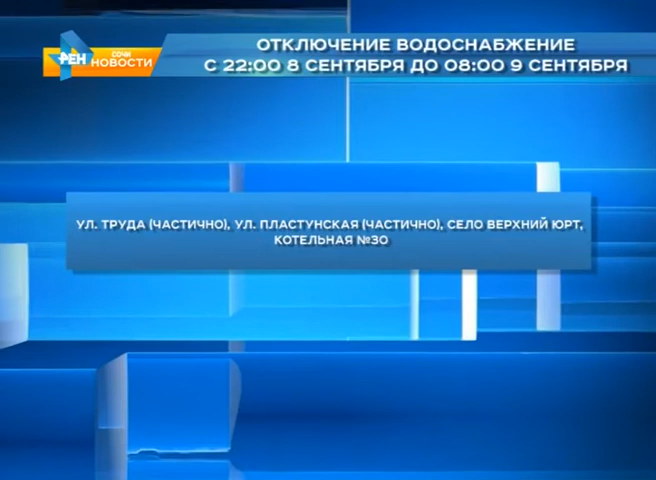 РЕН
СОЧИ
НОВОСТИ
ОТКЛЮЧЕНИЕ ВОДОСНАБЖЕНИЕ
С 22:00 8 СЕНТЯБРЯ ДО 08:00 9 СЕНТЯБРЯ
УЛ. ТРУДА (ЧАСТИЧНО), УЛ. ПЛАСТУНСКАЯ (ЧАСТИЧНО), СЕЛО ВЕРХНИЙ ЮРТ,
КОТЕЛЬНАЯ №30